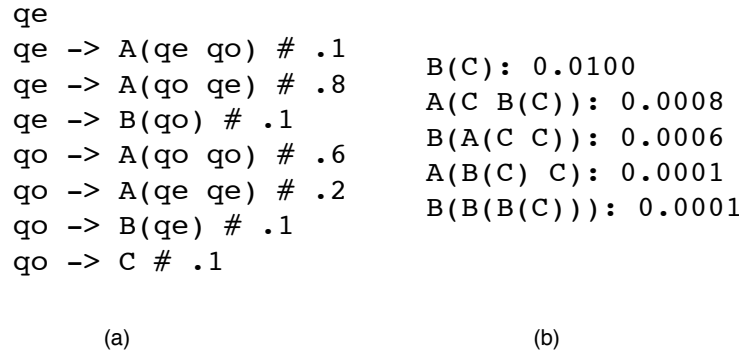 qe
qe -> A(qe qo) # .1
qe -> A(qo qe) # .8
qe -> B(qo) # .1
qo -> A(qo qo) # .6
qo -> A(qe qe) # .2
qo -> B(qe) # .1
qo -> C # .1
(a)
B(C): 0.0100
A(C B(C)): 0.0008
B(A(C C)): 0.0006
A(B(C) C): 0.0001
B(B(B(C))): 0.0001
(b)